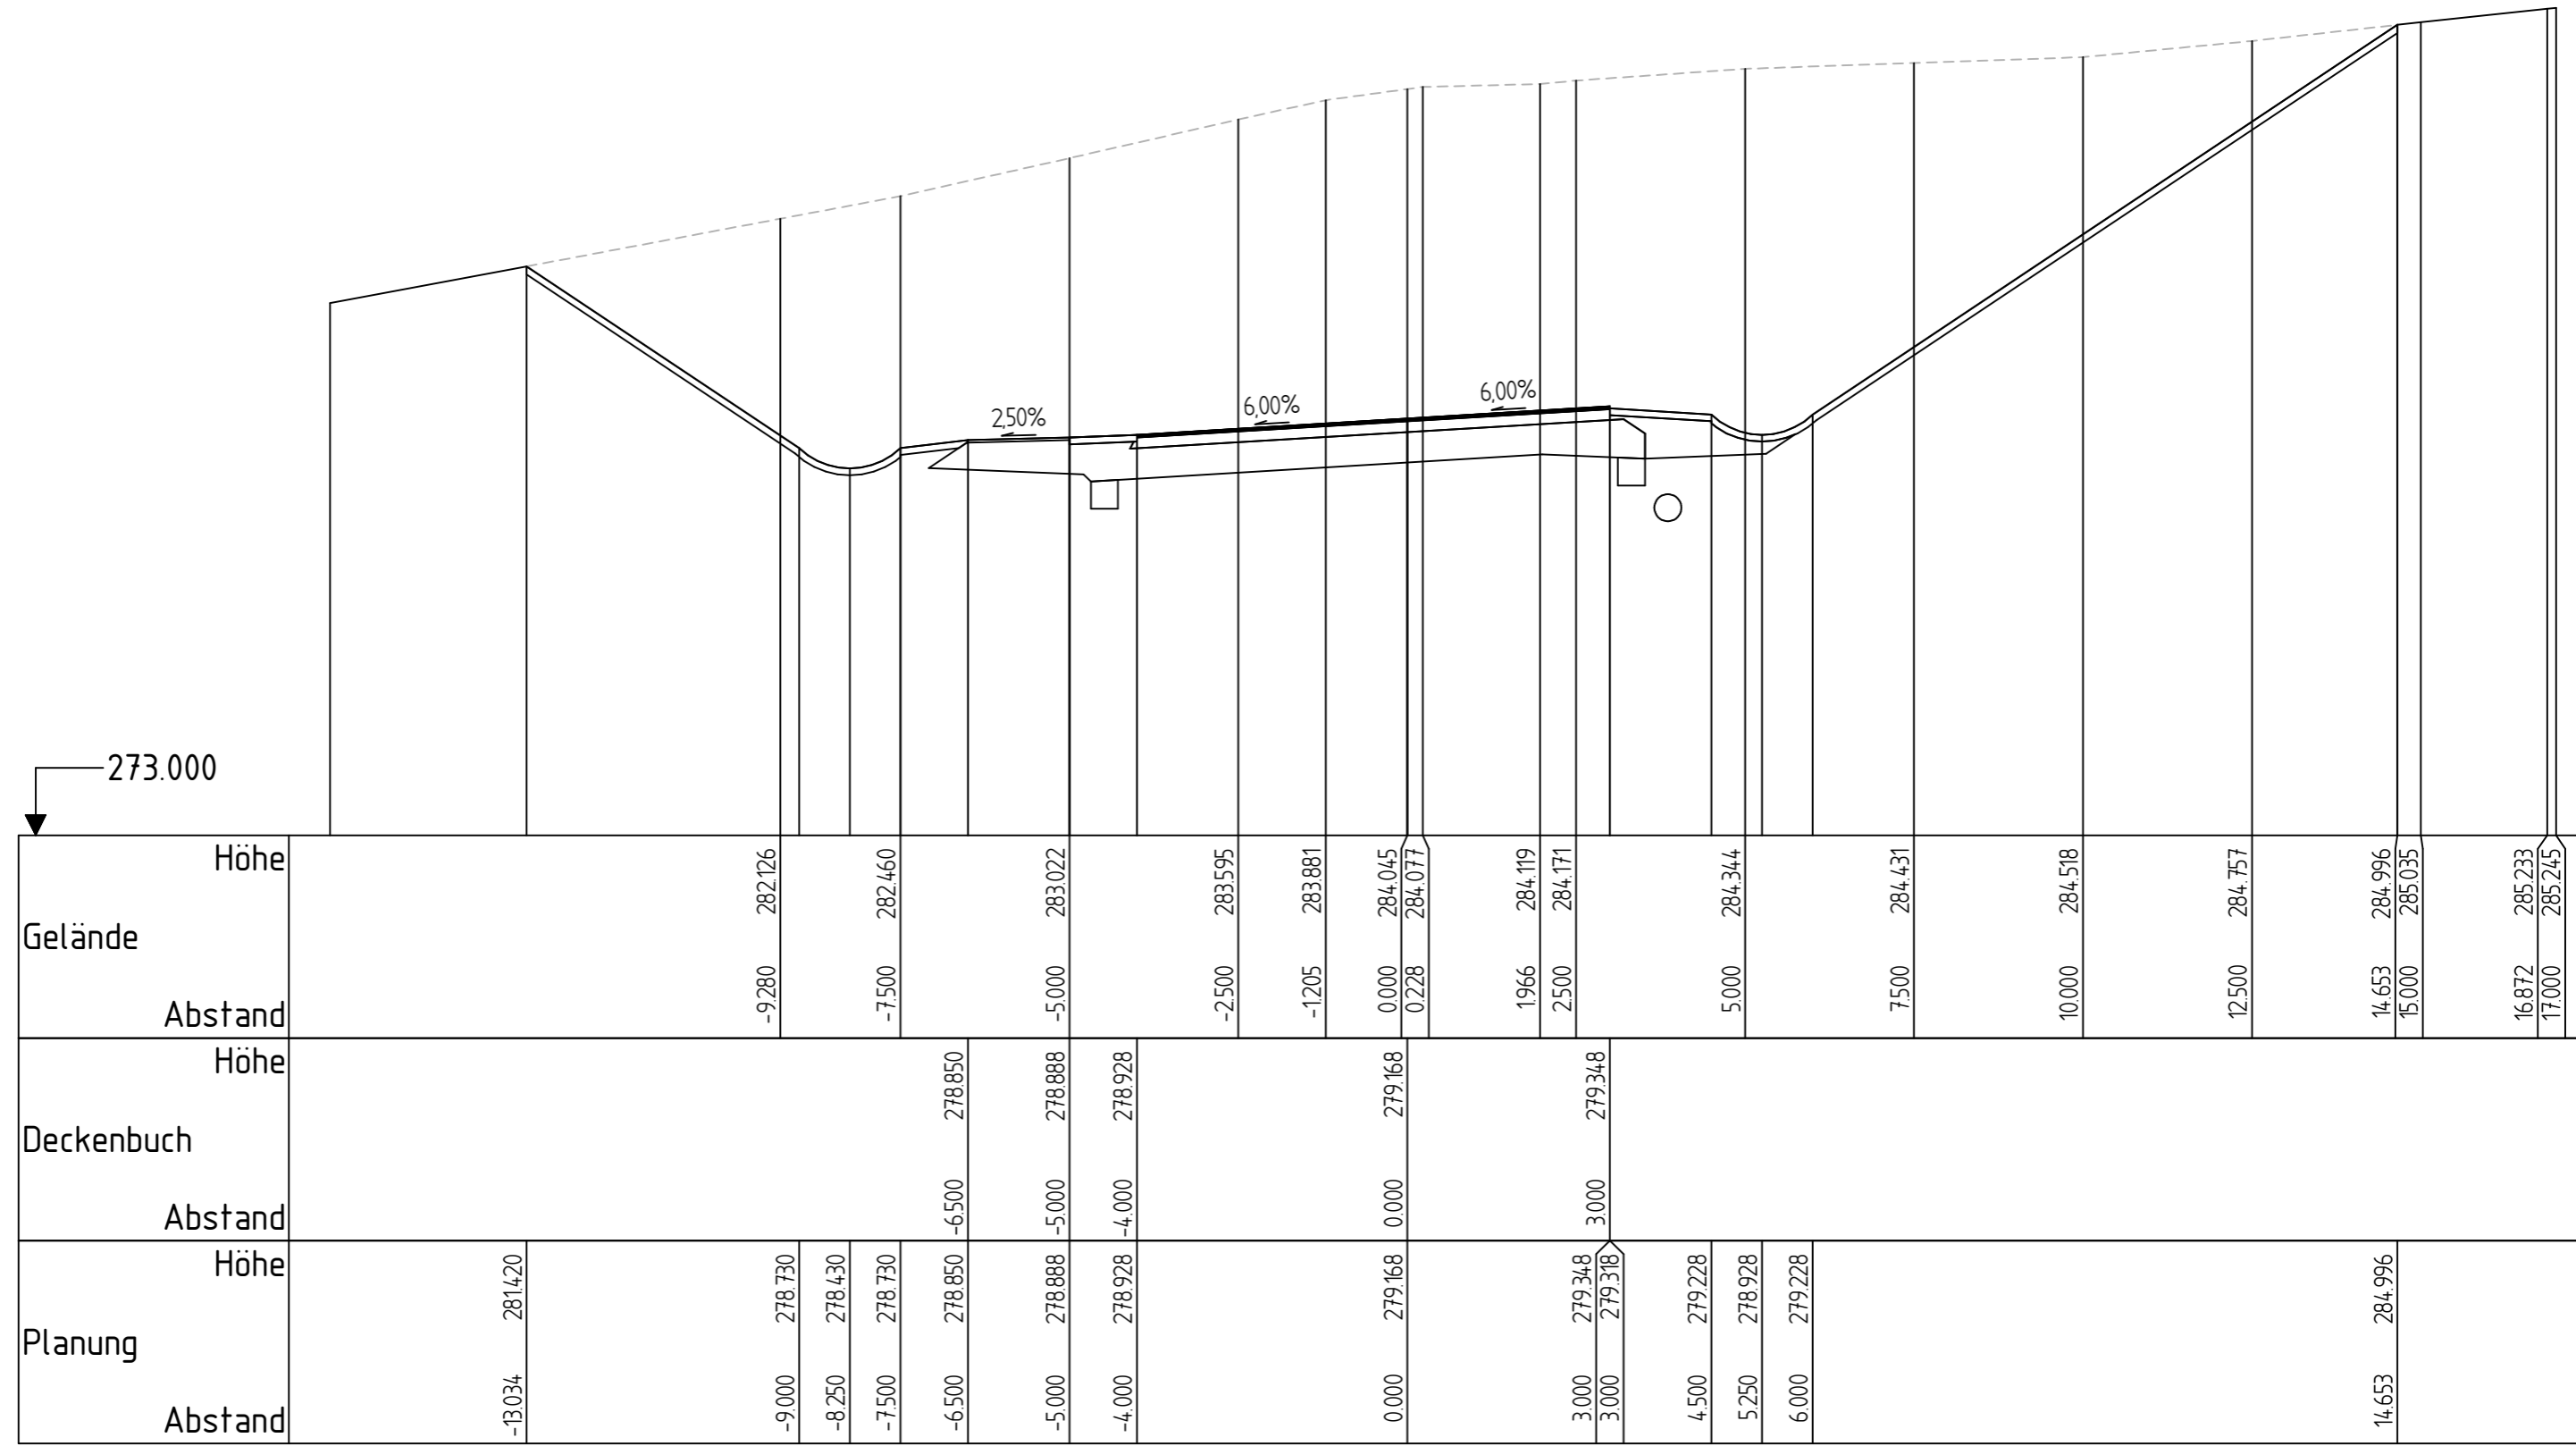 6,00%
6,00%
2,50%
273.000
Höhe
282.126 282.460 283.022 283.595 283.881 284.045 284.077 284.119 284.171 284.344 284.431 284.518 284.757 284.996 285.035 285.233 285.245
Gelände
Abstand
-9.280 -7.500 -5.000 -2.500 -1.205 0.000 0.228 1.966 2.500 5.000 7.500 10.000 12.500 14.653 15.000 16.872 17.000
Höhe
278.850 278.888 278.928 279.168 279.348
Deckenbuch
Abstand
-6.500 -5.000 -4.000 0.000 3.000
Höhe
281.420 278.730 278.430 278.730 278.850 278.888 278.928 279.168 279.348 279.318 279.228 278.928 279.228 284.996
Planung
Abstand
-13.034 -9.000 -8.250 -7.500 -6.500 -5.000 -4.000 0.000 3.000 3.000 4.500 5.250 6.000 14.653